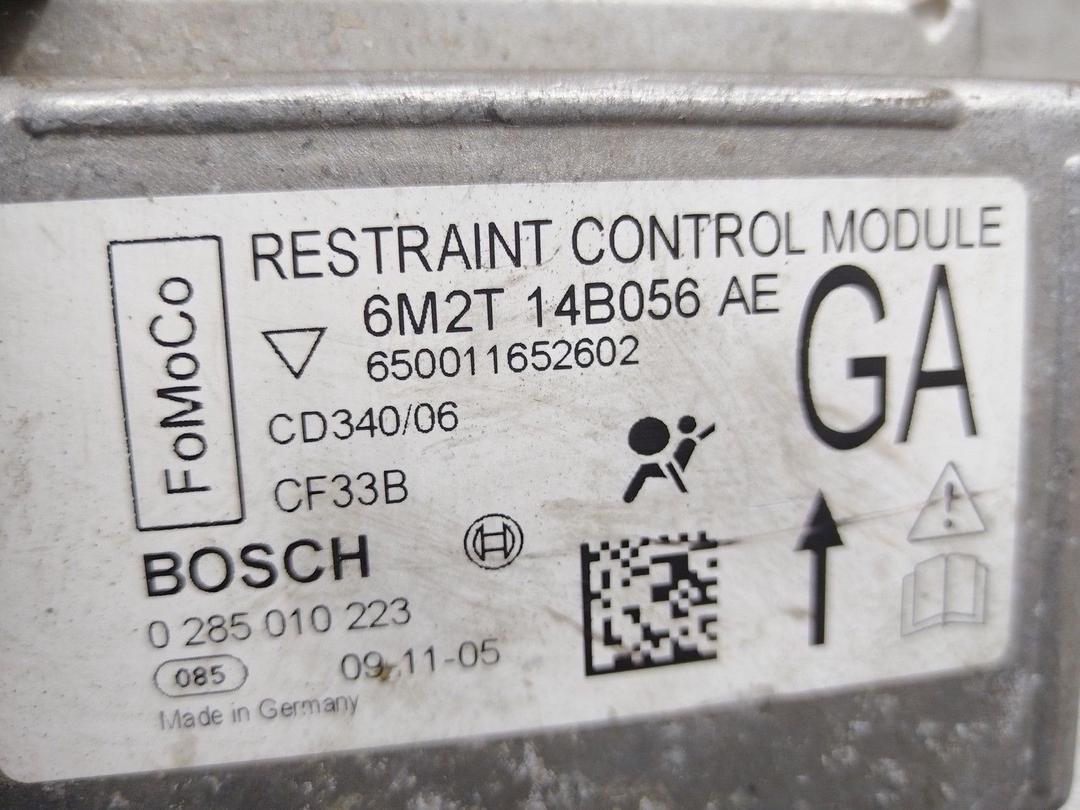 FoMoCo
RESTRAINT CONTROL MODULE
6M2T 14B056 AE
GA
650011652602
CD340/06
CF33B
BOSCH
0 285 010 223
085
09-11-05
Made in Germany